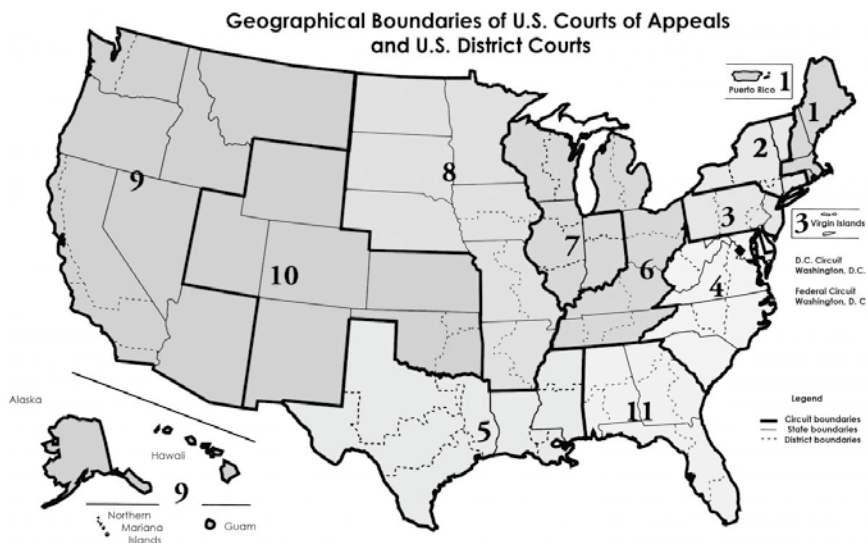 Geographical Boundaries of U.S. Courts of Appeals
and U.S. District Courts
Puerto Rico
1
1
2
3
3
Virgin Islands
D.C. Circuit
Washington, D.C.
Federal Circuit
Washington, D.C
4
5
6
7
8
9
10
11
Alaska
Hawaii
9
Northern
Mariana
Islands
Guam
Legend
Circuit boundaries
State boundaries
District boundaries